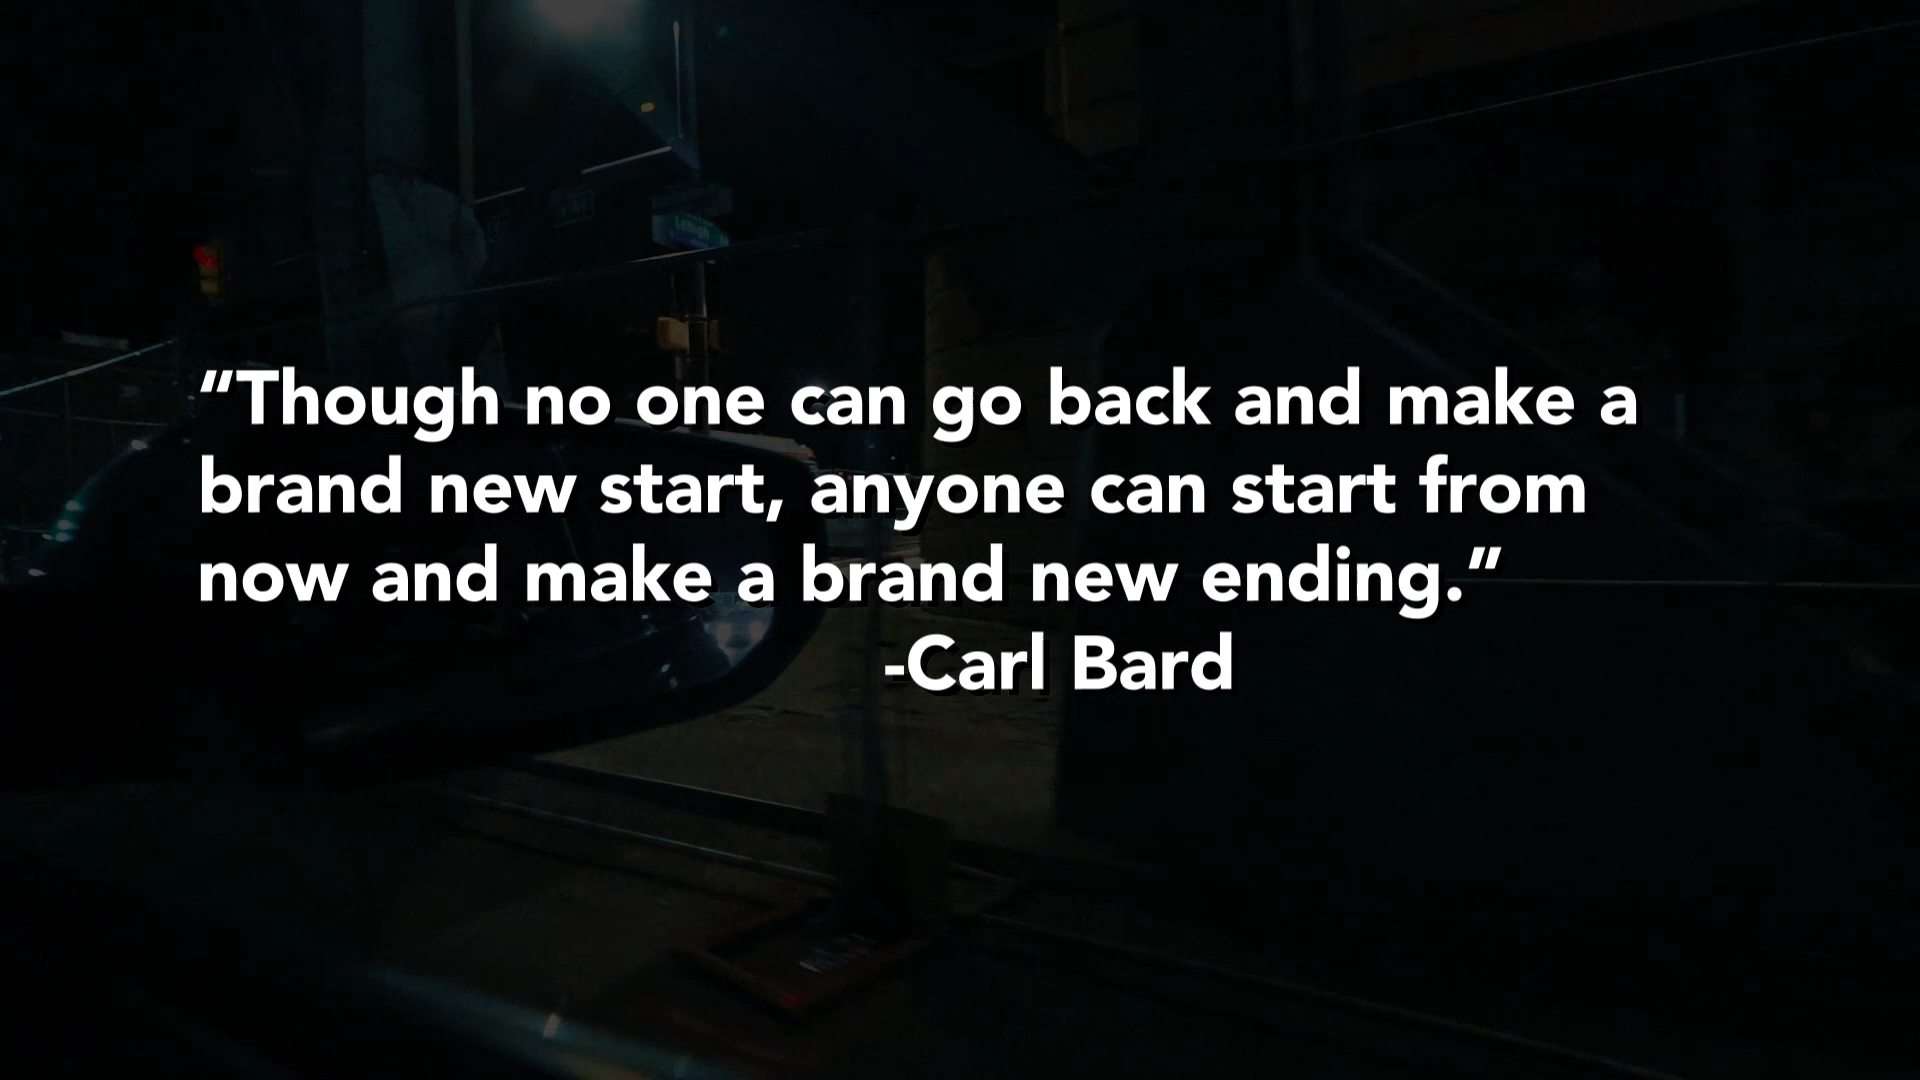 Lehigh
“Though no one can go back and make a
brand new start, anyone can start from
now and make a brand new ending.”
-Carl Bard